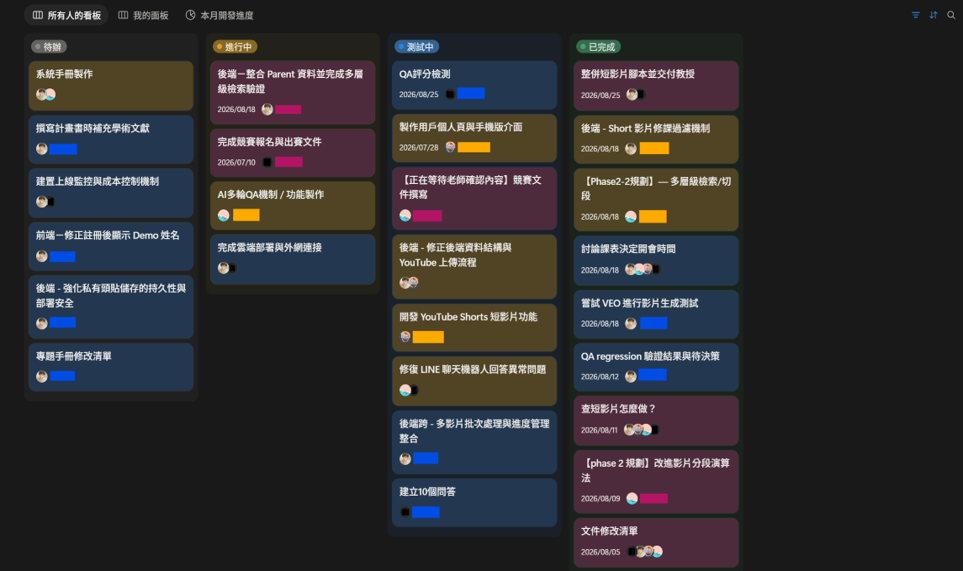 所有人的看板 我的面板 本月開發進度
待辦
系統手冊製作
撰寫計畫書時補充學術文獻
建置上線監控與成本控制機制
前端－修正註冊後顯示 Demo 姓名
後端 - 強化私有頭貼儲存的持久性與
部署安全
專題手冊修改清單
進行中
後端－整合 Parent 資料並完成多層
級檢索驗證
2026/08/18
完成競賽報名與出賽文件
2026/07/10
AI多輪QA機制 / 功能製作
完成雲端部署與外網連接
測試中
QA評分檢測
2026/08/25
製作用戶個人頁與手機版介面
2026/07/28
【正在等待老師確認內容】競賽文
件撰寫
後端 - 修正後端資料結構與
YouTube 上傳流程
開發 YouTube Shorts 短影片功能
修復 LINE 聊天機器人回答異常問題
後端跨 - 多影片批次處理與進度管理
整合
建立10個問答
已完成
整併短影片腳本並交付教授
2026/08/25
後端 - Short 影片修課過濾機制
2026/08/18
【Phase2-2規劃】— 多層級檢索/切
段
2026/08/18
討論課表決定開會時間
2026/08/18
嘗試 VEO 進行影片生成測試
2026/08/18
QA regression 驗證結果與待決策
2026/08/12
查短影片怎麼做？
2026/08/11
【phase 2 規劃】改進影片分段演算
法
2026/08/09
文件修改清單
2026/08/05